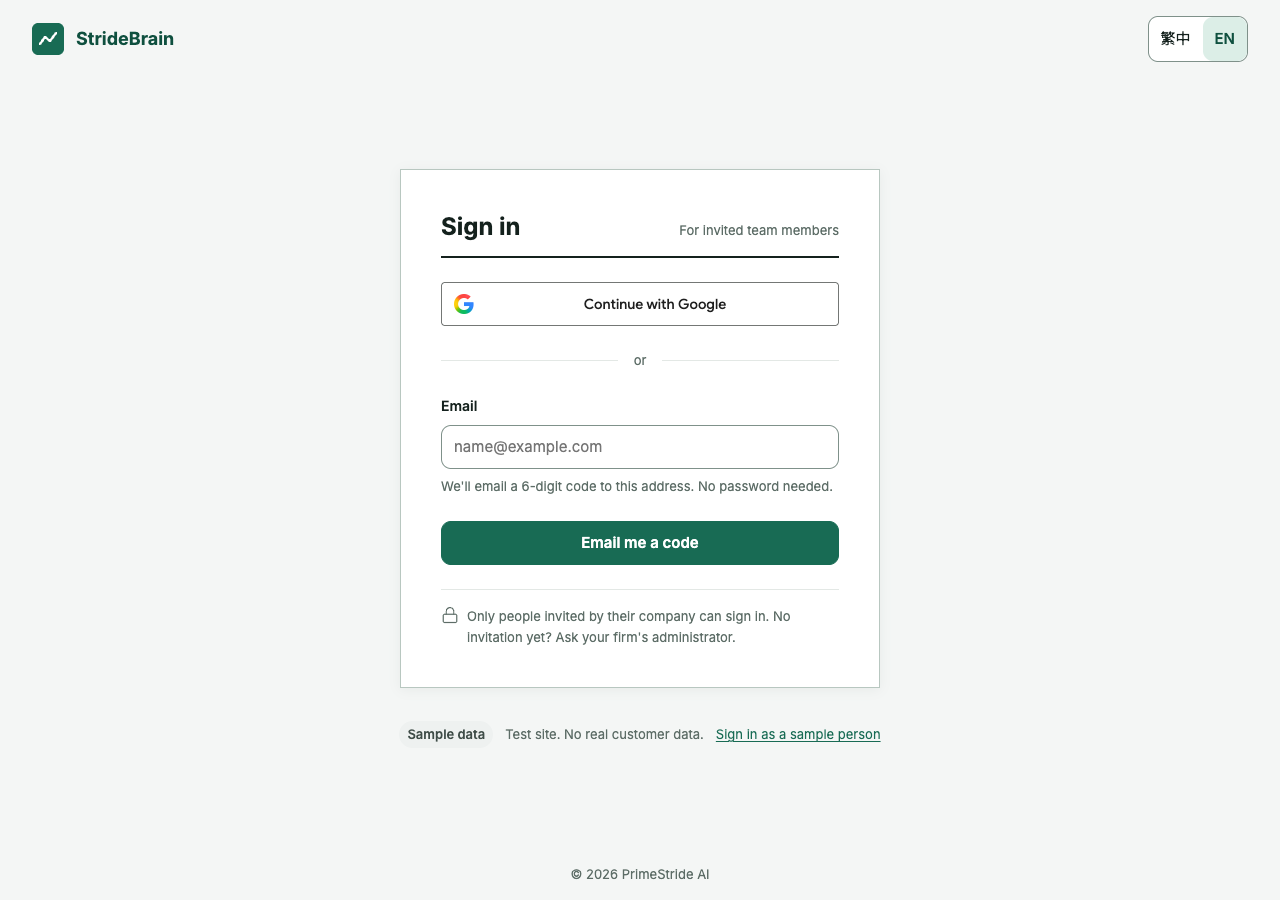 StrideBrain
繁中
EN
Sign in
For invited team members
Continue with Google
or
Email
name@example.com
We'll email a 6-digit code to this address. No password needed.
Email me a code
Only people invited by their company can sign in. No
invitation yet? Ask your firm's administrator.
Sample data
Test site. No real customer data.
Sign in as a sample person
© 2026 PrimeStride AI